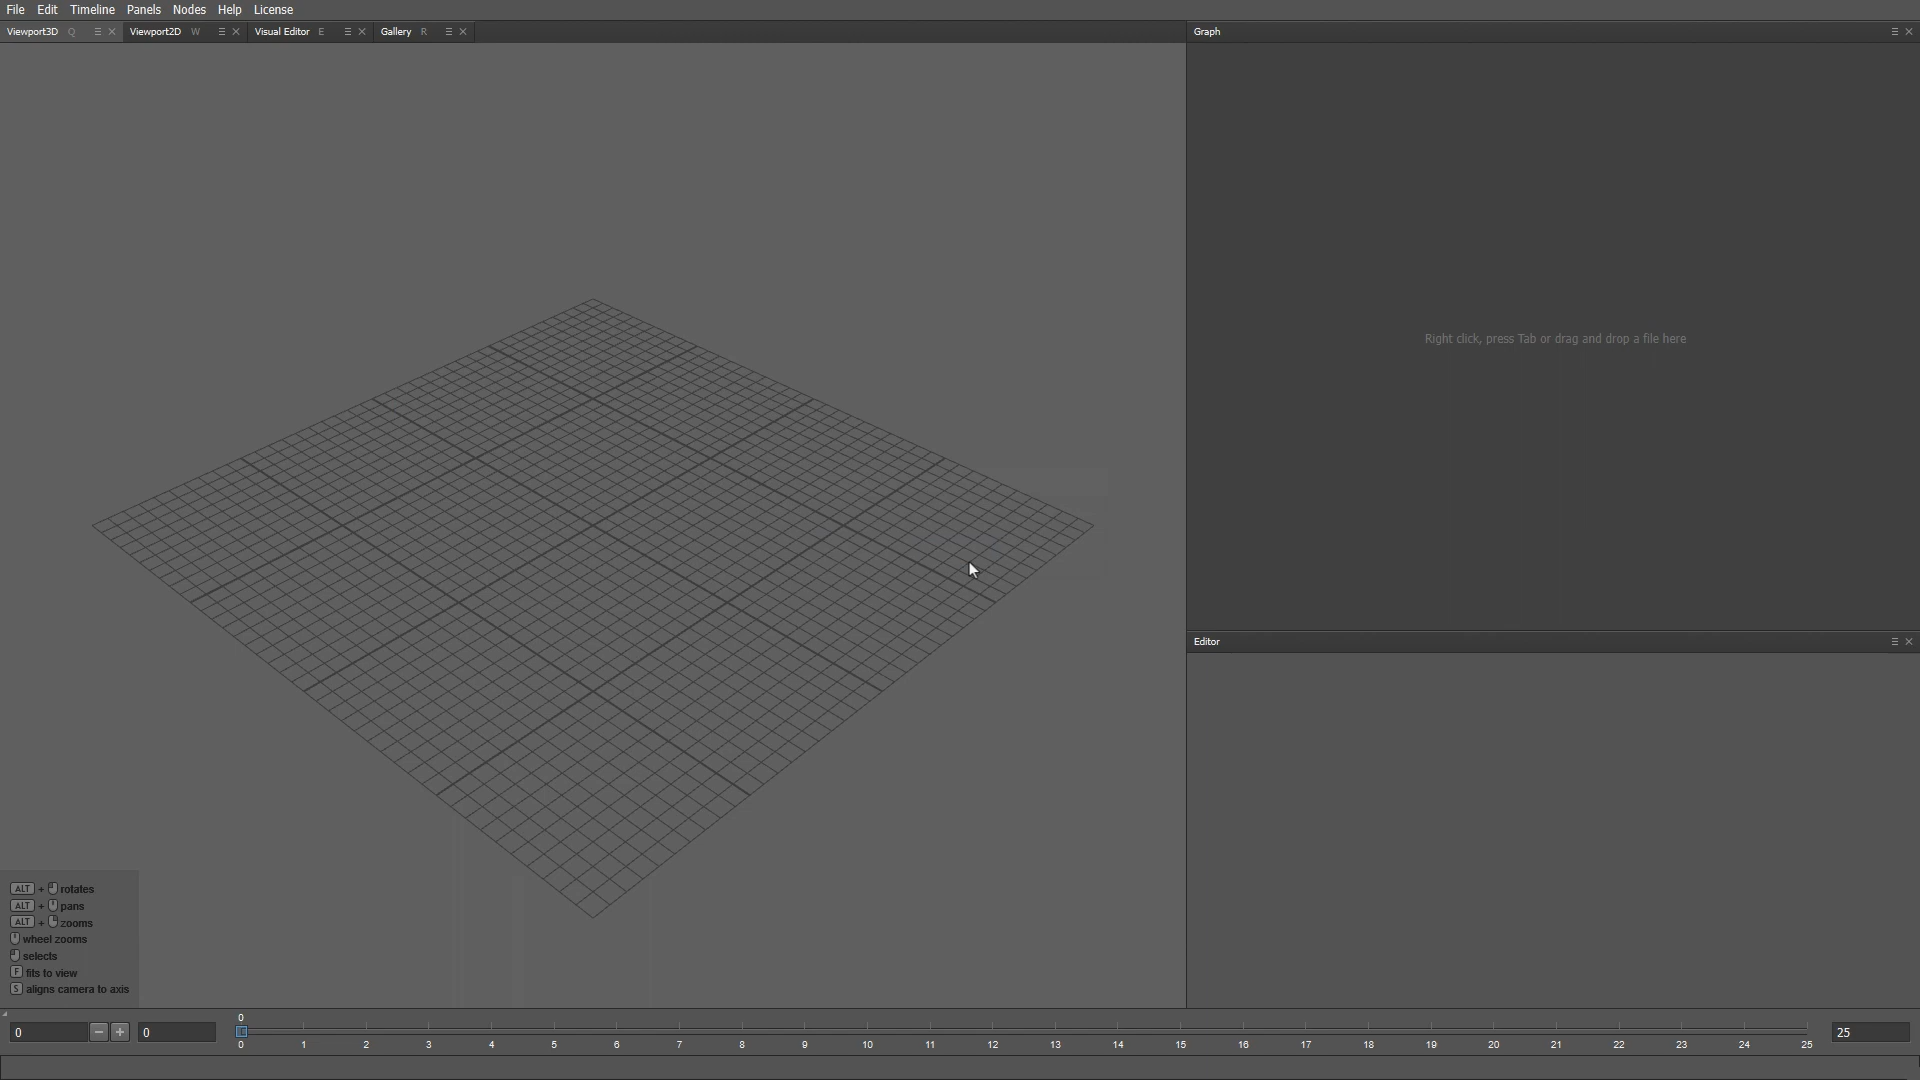 File Edit Timeline Panels Nodes Help License
Viewport3D Q Viewport2D W Visual Editor E Gallery R Graph
Right click, press Tab or drag and drop a file here
Editor
ALT + rotates
ALT + pans
ALT + zooms
wheel zooms
selects
F fits to view
S aligns camera to axis
0
0 0 25
0 1 2 3 4 5 6 7 8 9 10 11 12 13 14 15 16 17 18 19 20 21 22 23 24 25